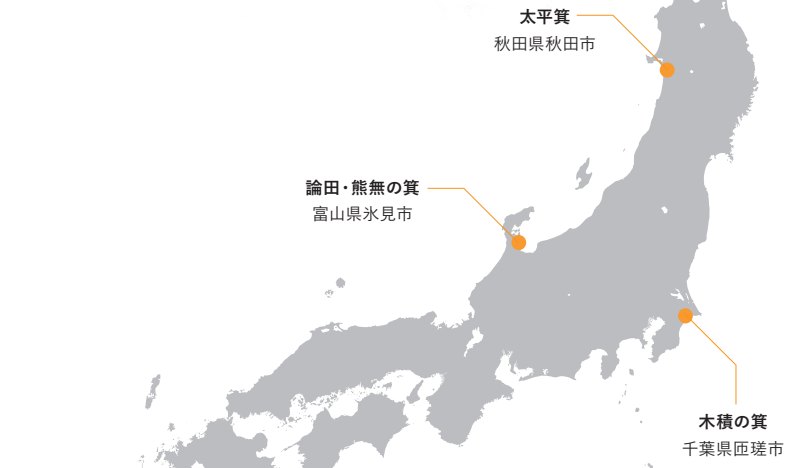 太平箕
秋田県秋田市
論田・熊無の箕
富山県氷見市
木積の箕
千葉県匝瑳市